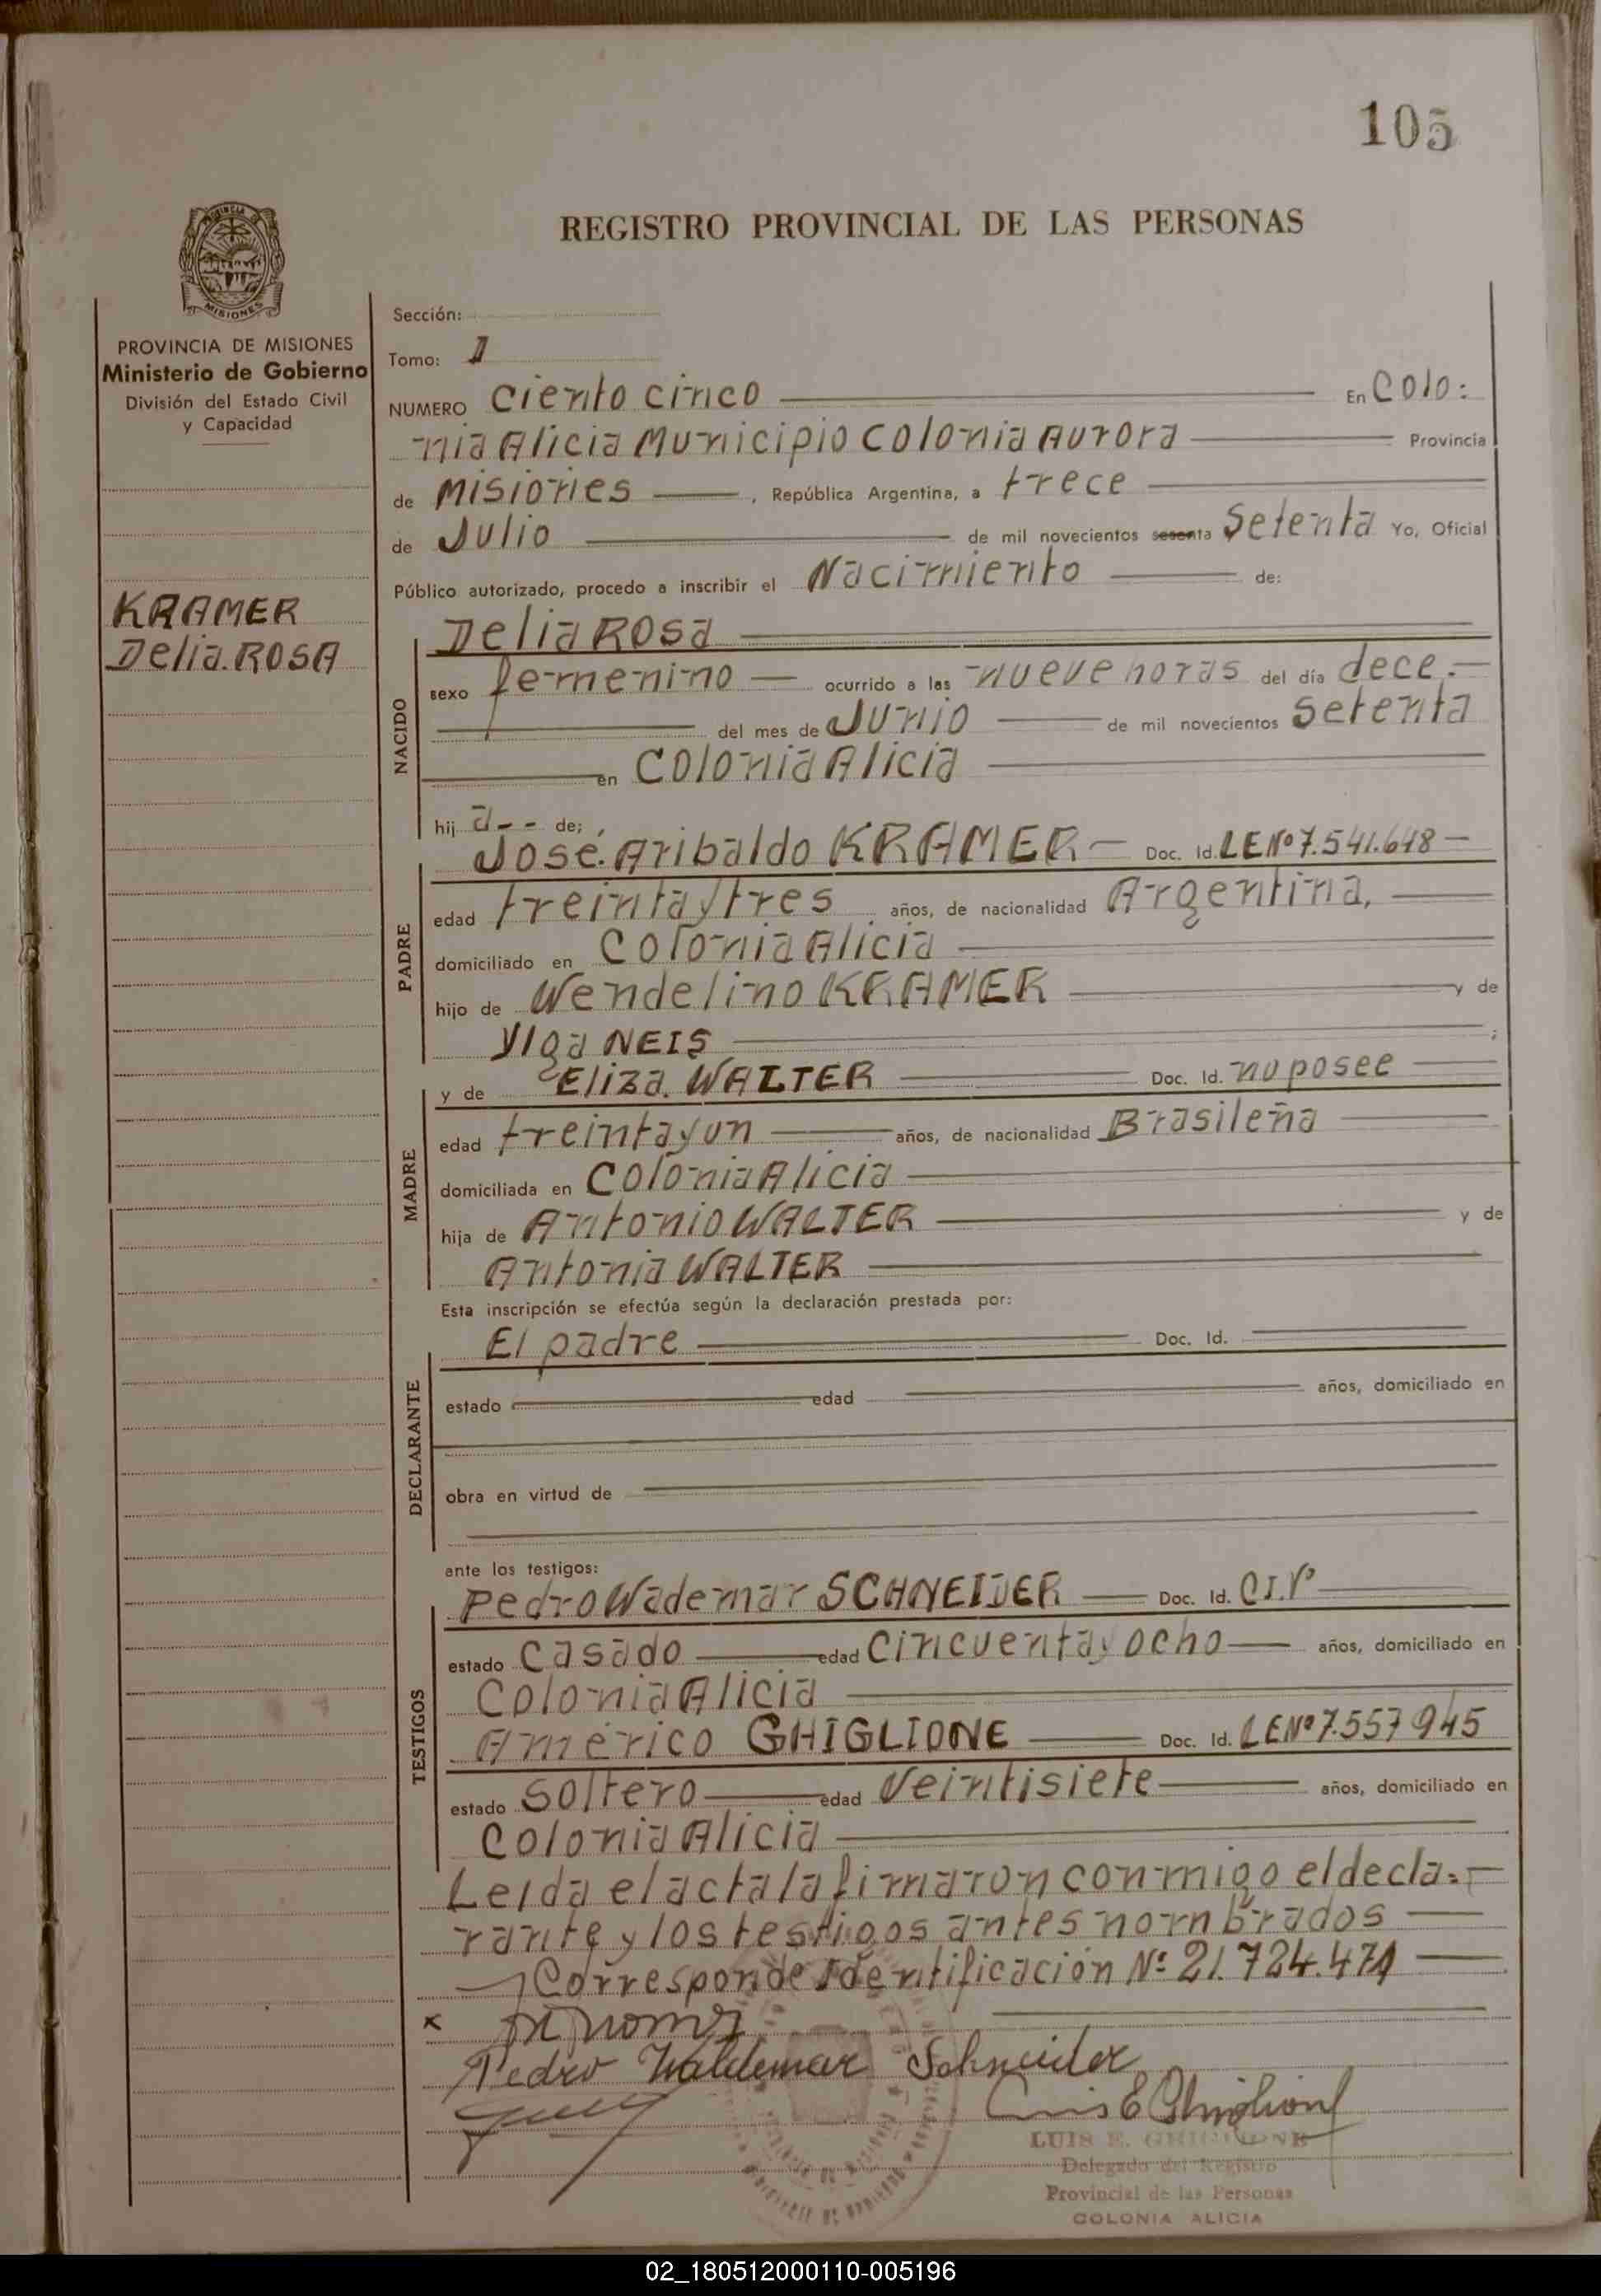 105
REGISTRO PROVINCIAL DE LAS PERSONAS
PROVINCIA DE
MISIONES
PROVINCIA DE MISIONES
Ministerio de Gobierno
División del Estado Civil
y Capacidad
KRAMER
Delia. ROSA
Sección:
Tomo: 1
NUMERO Ciento cinco En Colo:
nia Alicia Municipio Colonia Aurora Provincia
de Misiones , República Argentina, a trece
de Julio de mil novecientos sesenta Setenta Yo, Oficial
Público autorizado, procedo a inscribir el Nacimiento de:
NACIDO
Delia ROSA
sexo femenino ocurrido a las nueve horas del día dece.
del mes de Junio de mil novecientos Setenta
en Colonia Alicia
hij a-- de;
PADRE
José. Aribaldo KRAMER Doc. Id. LE Nº 7.541.648
edad treinta y tres años, de nacionalidad Argentina,
domiciliado en Colonia Alicia
hijo de Wendelino KRAMER y de
Ylga NEIS ;
MADRE
y de Eliza. WALTER Doc. Id. no posee
edad treinta y un años, de nacionalidad Brasileña
domiciliada en Colonia Alicia
hija de Antonio WALTER y de
Antonia WALTER
Esta inscripción se efectúa según la declaración prestada por:
DECLARANTE
El padre Doc. Id.
estado edad años, domiciliado en
obra en virtud de
ante los testigos:
TESTIGOS
Pedro Wademar SCHNEIDER Doc. Id. C.I.Nº
estado Casado edad Cincuenta y ocho años, domiciliado en
Colonia Alicia
Américo GHIGLIONE Doc. Id. LE Nº 7.557945
estado Soltero edad Veintisiete años, domiciliado en
Colonia Alicia
Leida el acta la firmaron conmigo el decla:
rante y los testigos antes nombrados
Corresponde Identificación Nº 21.724.471
x
Pedro Waldemar Schneider
Luis E Ghiglione
LUIS E. GHIGLIONE
Delegado del Registro
Provincial de las Personas
COLONIA ALICIA
02_180512000110-005196